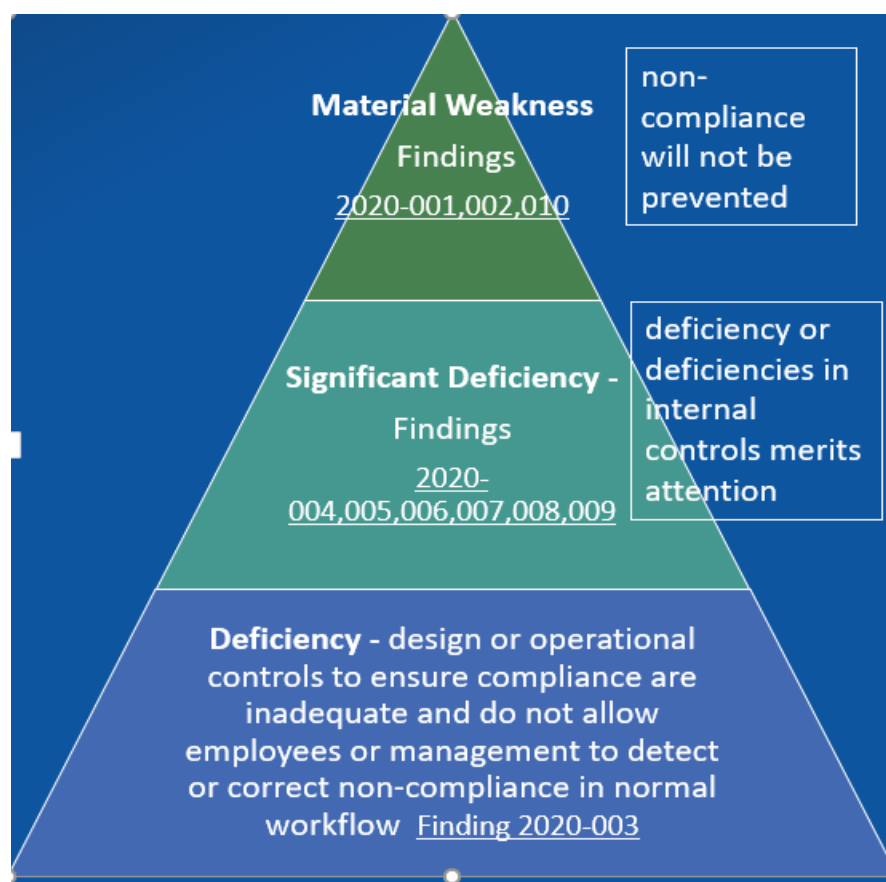 Material Weakness
Findings
2020-001,002,010
non-
compliance
will not be
prevented
Significant Deficiency -
Findings
2020-
004,005,006,007,008,009
deficiency or
deficiencies in
internal
controls merits
attention
Deficiency - design or operational
controls to ensure compliance are
inadequate and do not allow
employees or management to detect
or correct non-compliance in normal
workflow Finding 2020-003